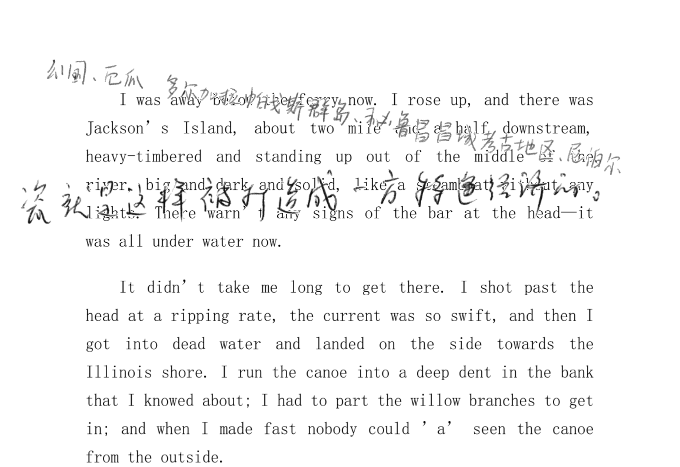 国、厄瓜多尔加拉帕戈斯群岛、秘鲁昌昌城考古地区、尼泊尔
I was away below the ferry now. I rose up, and there was
Jackson's Island, about two mile and a half downstream,
heavy-timbered and standing up out of the middle of the
瓷就是这样被打造成一方特色经济的。
river, big and dark and solid, like a steamboat without any
lights. There warn't any signs of the bar at the head—it
was all under water now.
It didn't take me long to get there. I shot past the
head at a ripping rate, the current was so swift, and then I
got into dead water and landed on the side towards the
Illinois shore. I run the canoe into a deep dent in the bank
that I knowed about; I had to part the willow branches to get
in; and when I made fast nobody could 'a' seen the canoe
from the outside.